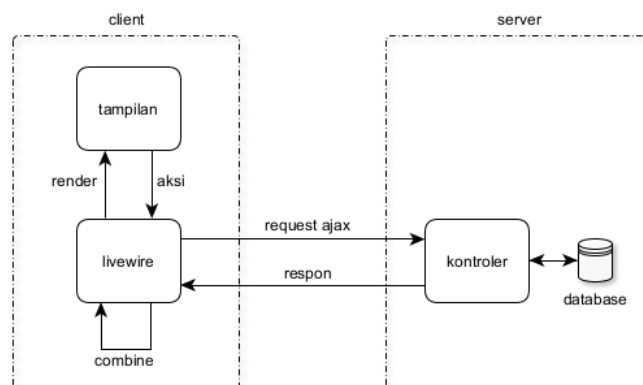 client
server
tampilan
render
aksi
request ajax
livewire
kontroler
respon
database
combine